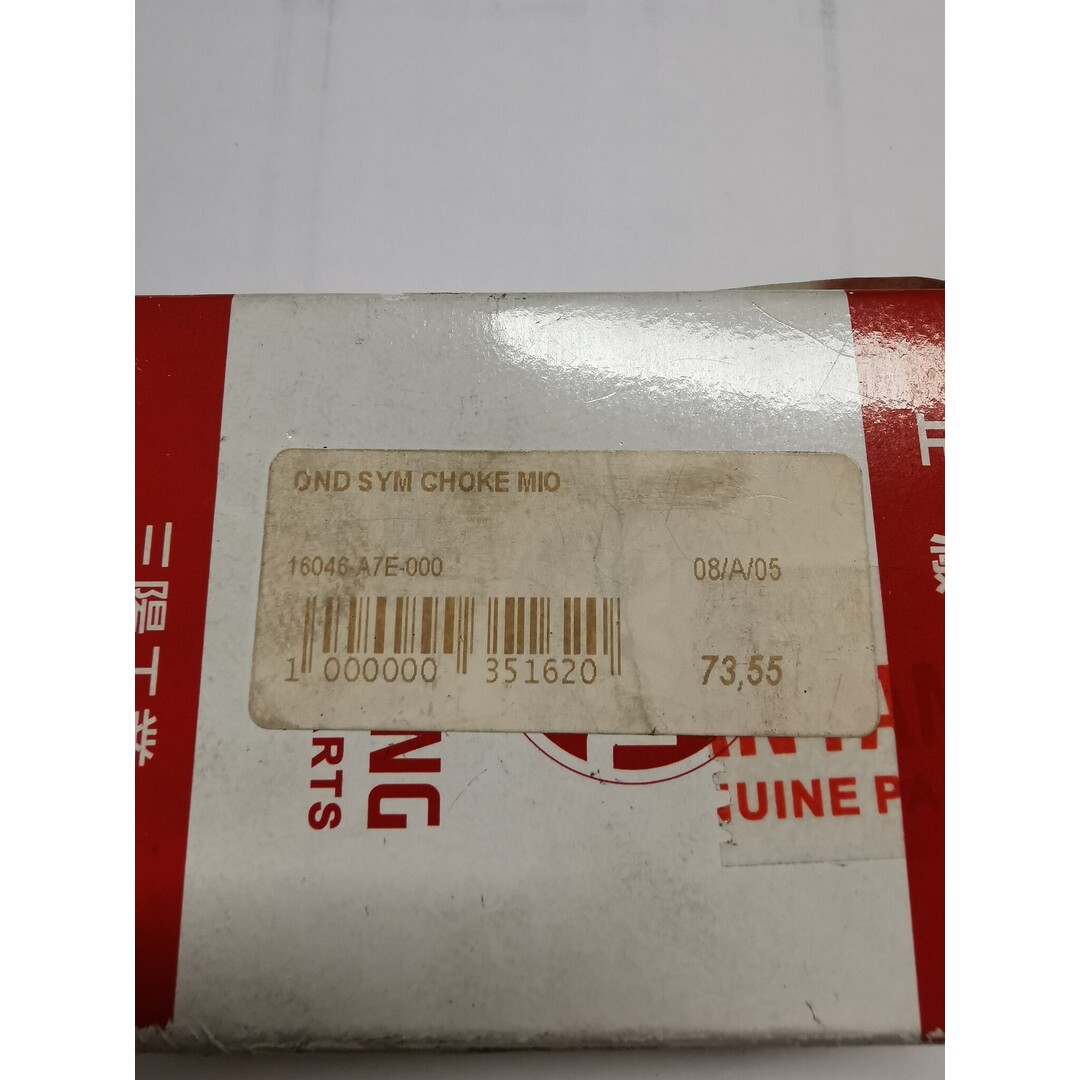 OND SYM CHOKE MIO
16046-A7E-000
08/A/05
1 000000 351620
73,55
三陽工業
NG
RTS
UINE P